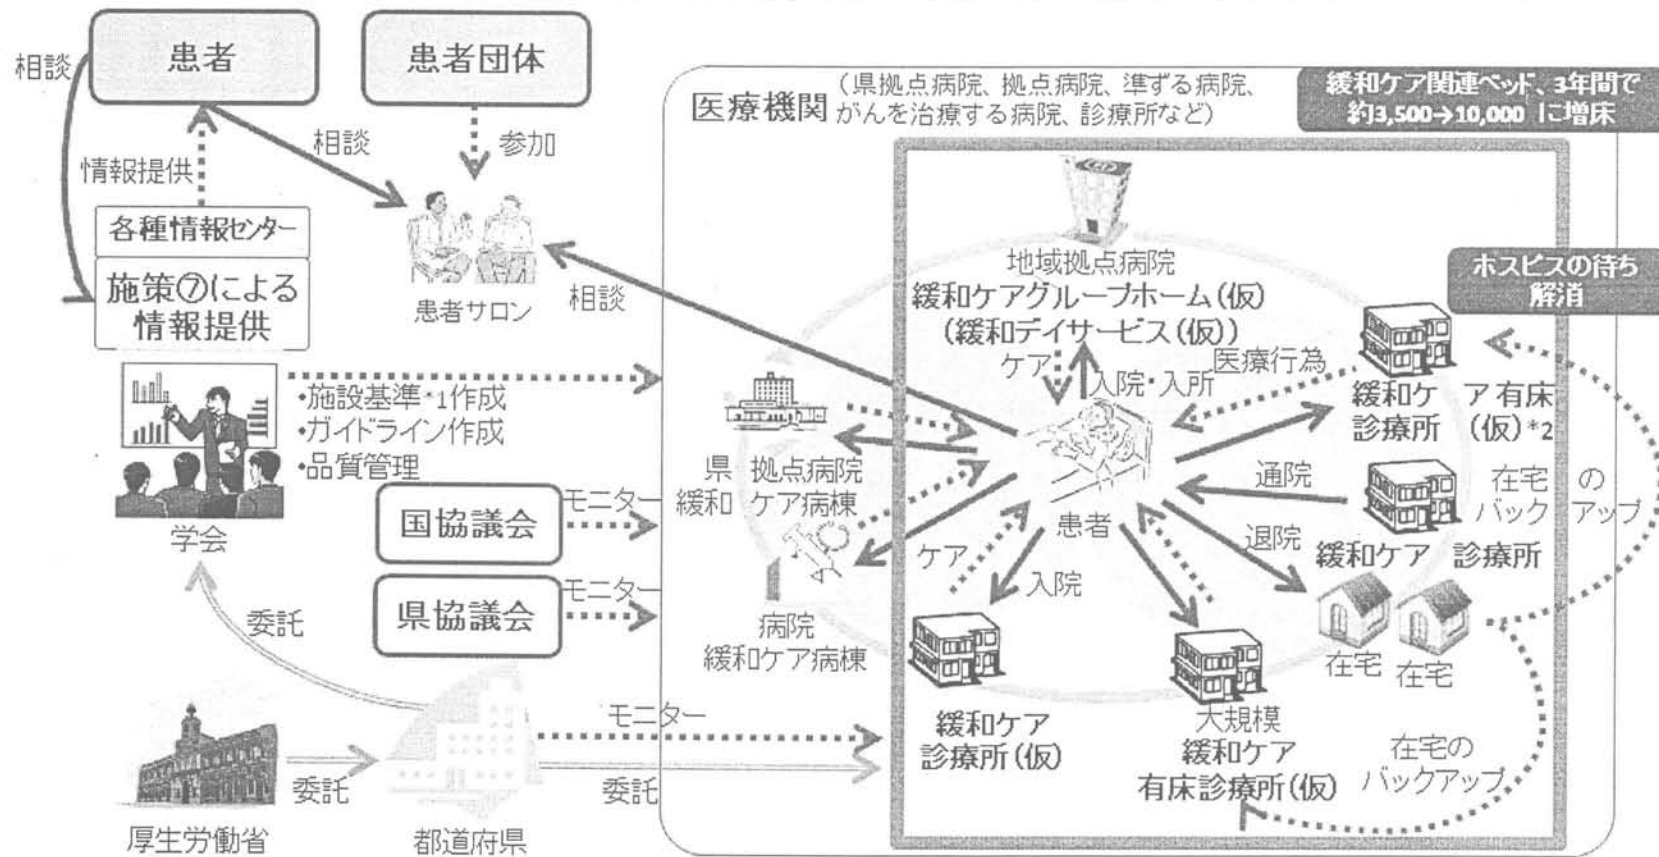 患者
患者団体
相談
情報提供
相談
参加
各種情報センター
施策⑦による
情報提供
患者サロン
相談
医療機関
(県拠点病院、拠点病院、準ずる病院、
がんを治療する病院、診療所など)
緩和ケア関連ベッド、3年間で
約3,500→10,000 に増床
ホスピスの待ち
解消
地域拠点病院
緩和ケアグループホーム(仮)
(緩和デイサービス(仮))
ケア
入院・入所
医療行為
緩和ケ ア有床
診療所 (仮)*2
•施設基準*1作成
•ガイドライン作成
•品質管理
学会
県 拠点病院
緩和 ケア病棟
国協議会
モニター
県協議会
モニター
患者
通院
退院
在宅 の
バック アップ
緩和ケア 診療所
ケア
入院
病院
緩和ケア病棟
在宅
在宅
委託
緩和ケア
診療所(仮)
大規模
緩和ケア
有床診療所(仮)
在宅の
バックアップ
モニター
委託
委託
厚生労働省
都道府県